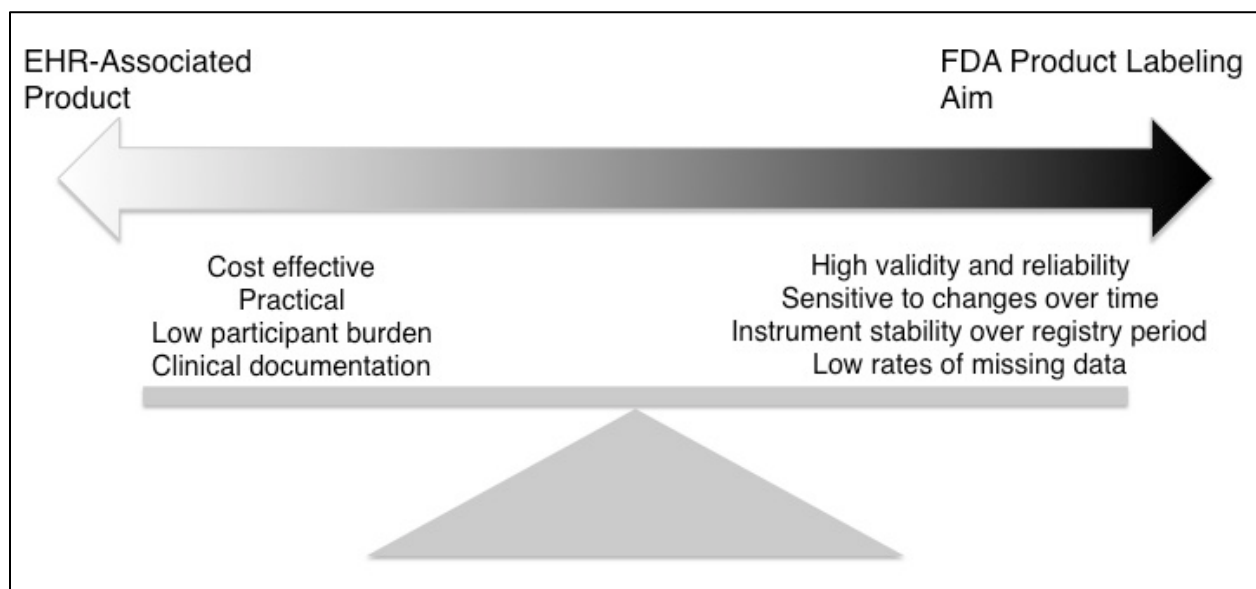 EHR-Associated
Product
FDA Product Labeling
Aim
Cost effective
Practical
Low participant burden
Clinical documentation
High validity and reliability
Sensitive to changes over time
Instrument stability over registry period
Low rates of missing data